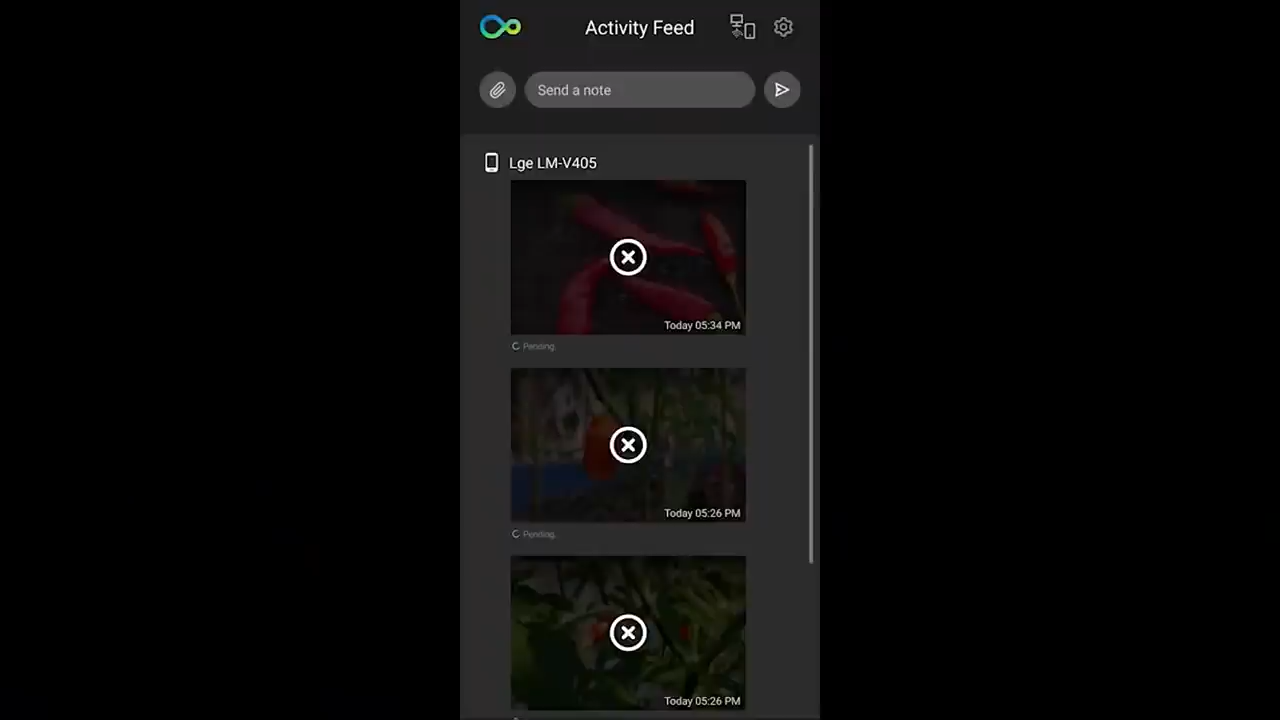 Activity Feed
Send a note
Lge LM-V405
Today 05:34 PM
Pending.
Today 05:26 PM
Pending.
Today 05:26 PM